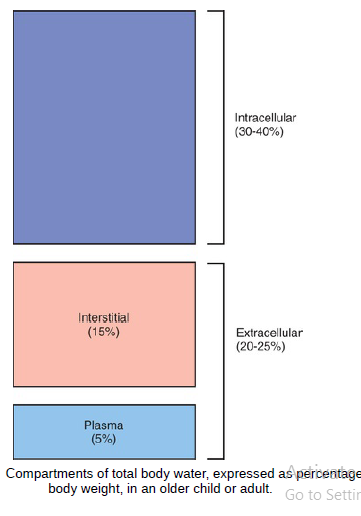 Intracellular
(30-40%)
Interstitial
(15%)
Extracellular
(20-25%)
Plasma
(5%)
Compartments of total body water, expressed as percentage
body weight, in an older child or adult.
Activate
Go to Settin